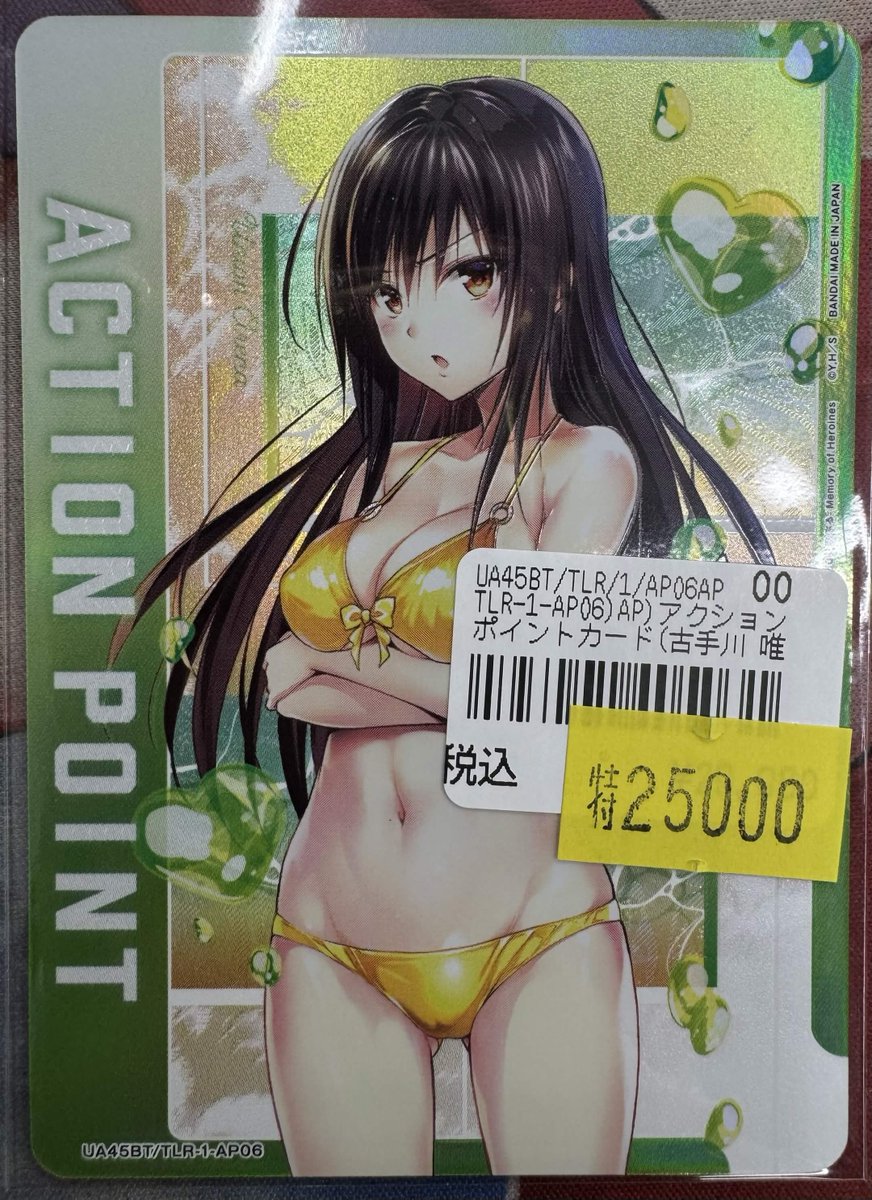 ACTION POINT
Union Arena
Memory of Heroines ©Y,H/S BANDAI MADE IN JAPAN
UA45BT/TLR/1/AP06AP 00
TLR-1-AP06)AP)アクション
ポイントカード(古手川 唯
税込
25000
UA45BT/TLR-1-AP06